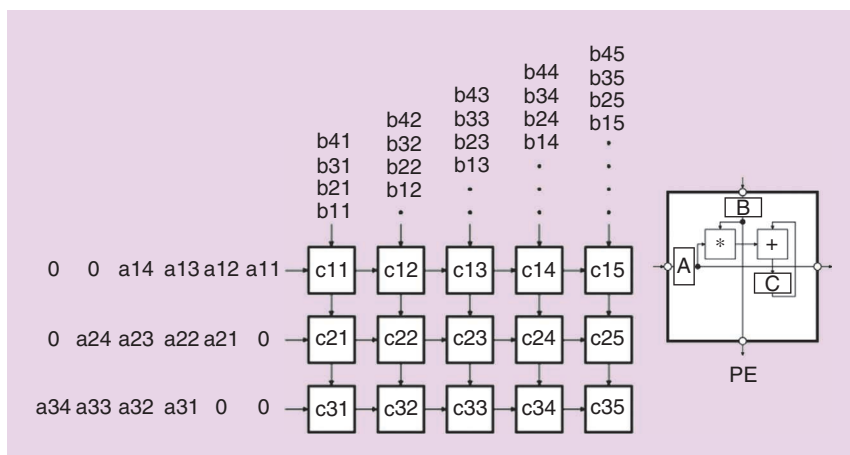 b45
b44 b35
b43 b34 b25
b42 b33 b24 b15
b41 b32 b23 b14 .
b31 b22 b13 . .
b21 b12 . . .
b11 . . . .
0 0 a14 a13 a12 a11 c11 c12 c13 c14 c15
0 a24 a23 a22 a21 0 c21 c22 c23 c24 c25
a34 a33 a32 a31 0 0 c31 c32 c33 c34 c35
B
* +
A
C
PE